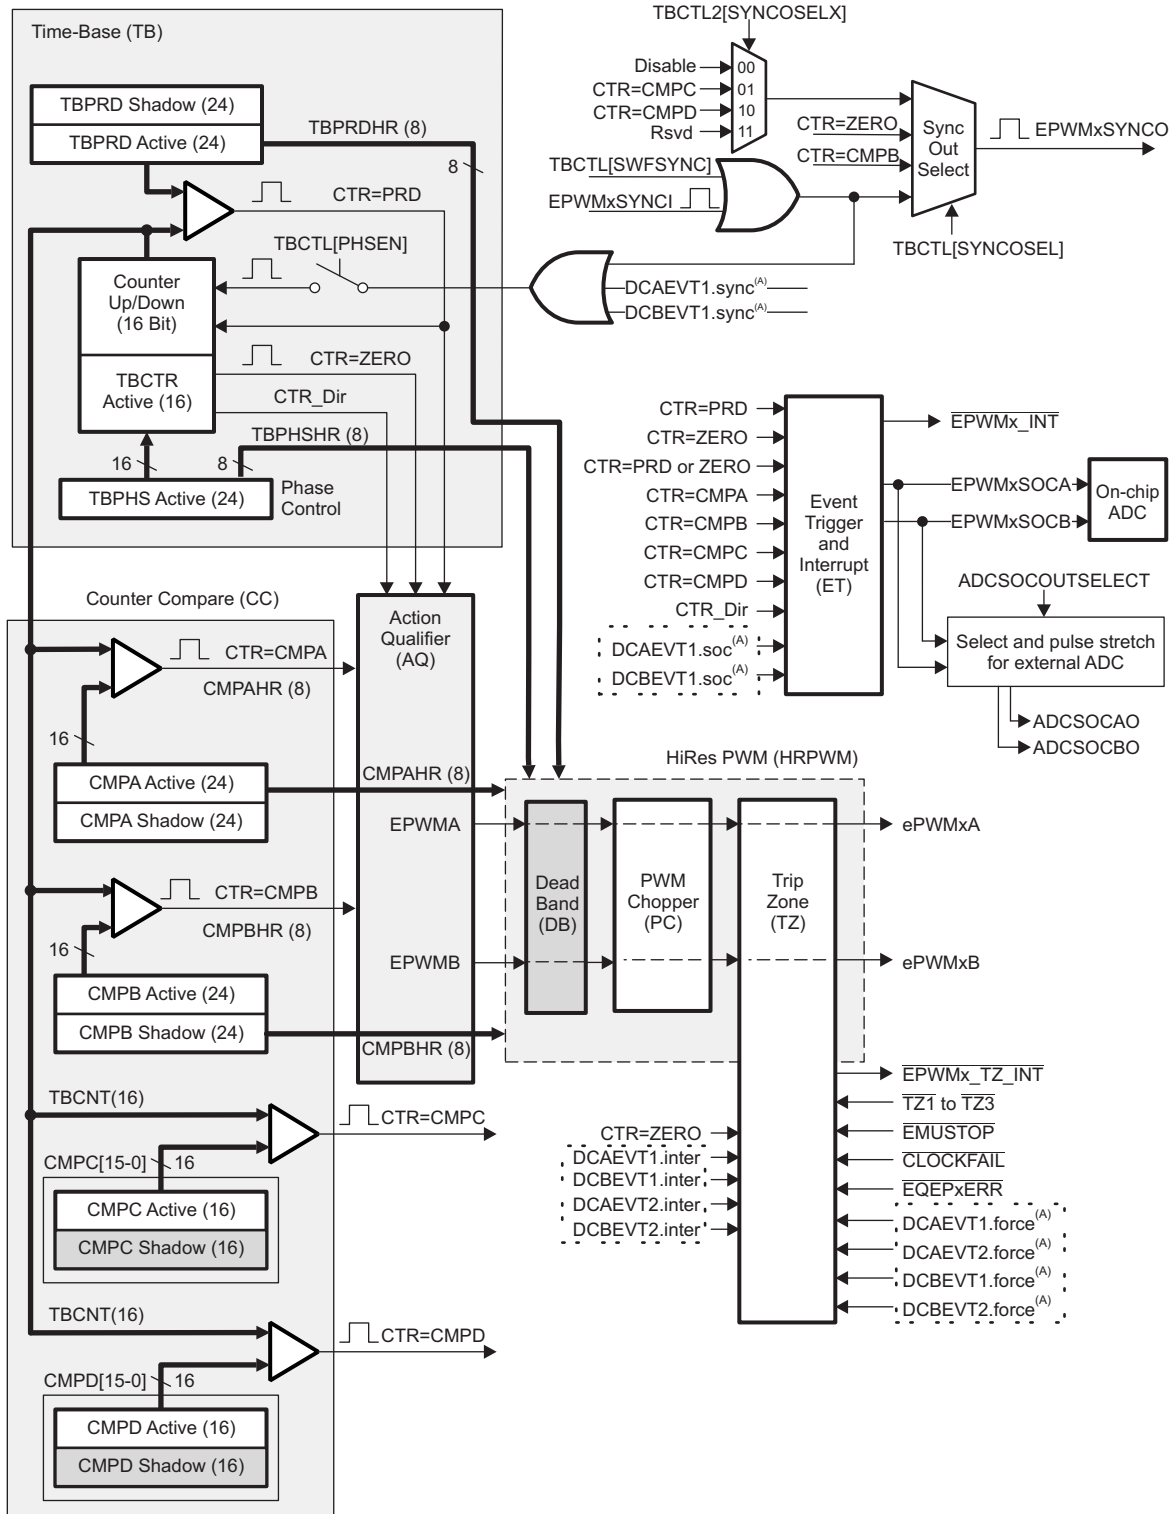 Time-Base (TB)
TBPRD Shadow (24)
TBPRD Active (24)
TBPRDHR (8)
8
CTR=PRD
TBCTL[PHSEN]
Counter
Up/Down
(16 Bit)
CTR=ZERO
TBCTR
Active (16)
CTR_Dir
TBPHSHR (8)
16
8
TBPHS Active (24)
Phase
Control
TBCTL2[SYNCOSELX]
Disable
00
CTR=CMPC
01
CTR=CMPD
10
Rsvd
11
CTR=ZERO
CTR=CMPB
Sync
Out
Select
EPWMxSYNCO
TBCTL[SWFSYNC]
EPWMxSYNCI
TBCTL[SYNCOSEL]
DCAEVT1.sync(A)
DCBEVT1.sync(A)
CTR=PRD
CTR=ZERO
CTR=PRD or ZERO
CTR=CMPA
CTR=CMPB
CTR=CMPC
CTR=CMPD
CTR_Dir
DCAEVT1.soc(A)
DCBEVT1.soc(A)
Event
Trigger
and
Interrupt
(ET)
EPWMx_INT
EPWMxSOCA
EPWMxSOCB
On-chip
ADC
ADCSOCOUTSELECT
Select and pulse stretch
for external ADC
ADCSOCAO
ADCSOCBO
Counter Compare (CC)
CTR=CMPA
CMPAHR (8)
16
CMPA Active (24)
CMPA Shadow (24)
CTR=CMPB
CMPBHR (8)
16
CMPB Active (24)
CMPB Shadow (24)
TBCNT(16)
CTR=CMPC
CMPC[15-0]
16
CMPC Active (16)
CMPC Shadow (16)
TBCNT(16)
CTR=CMPD
CMPD[15-0]
16
CMPD Active (16)
CMPD Shadow (16)
Action
Qualifier
(AQ)
CMPAHR (8)
EPWMA
EPWMB
CMPBHR (8)
HiRes PWM (HRPWM)
Dead
Band
(DB)
PWM
Chopper
(PC)
Trip
Zone
(TZ)
ePWMxA
ePWMxB
EPWMx_TZ_INT
TZ1 to TZ3
EMUSTOP
CLOCKFAIL
EQEPxERR
DCAEVT1.force(A)
DCAEVT2.force(A)
DCBEVT1.force(A)
DCBEVT2.force(A)
CTR=ZERO
DCAEVT1.inter
DCBEVT1.inter
DCAEVT2.inter
DCBEVT2.inter